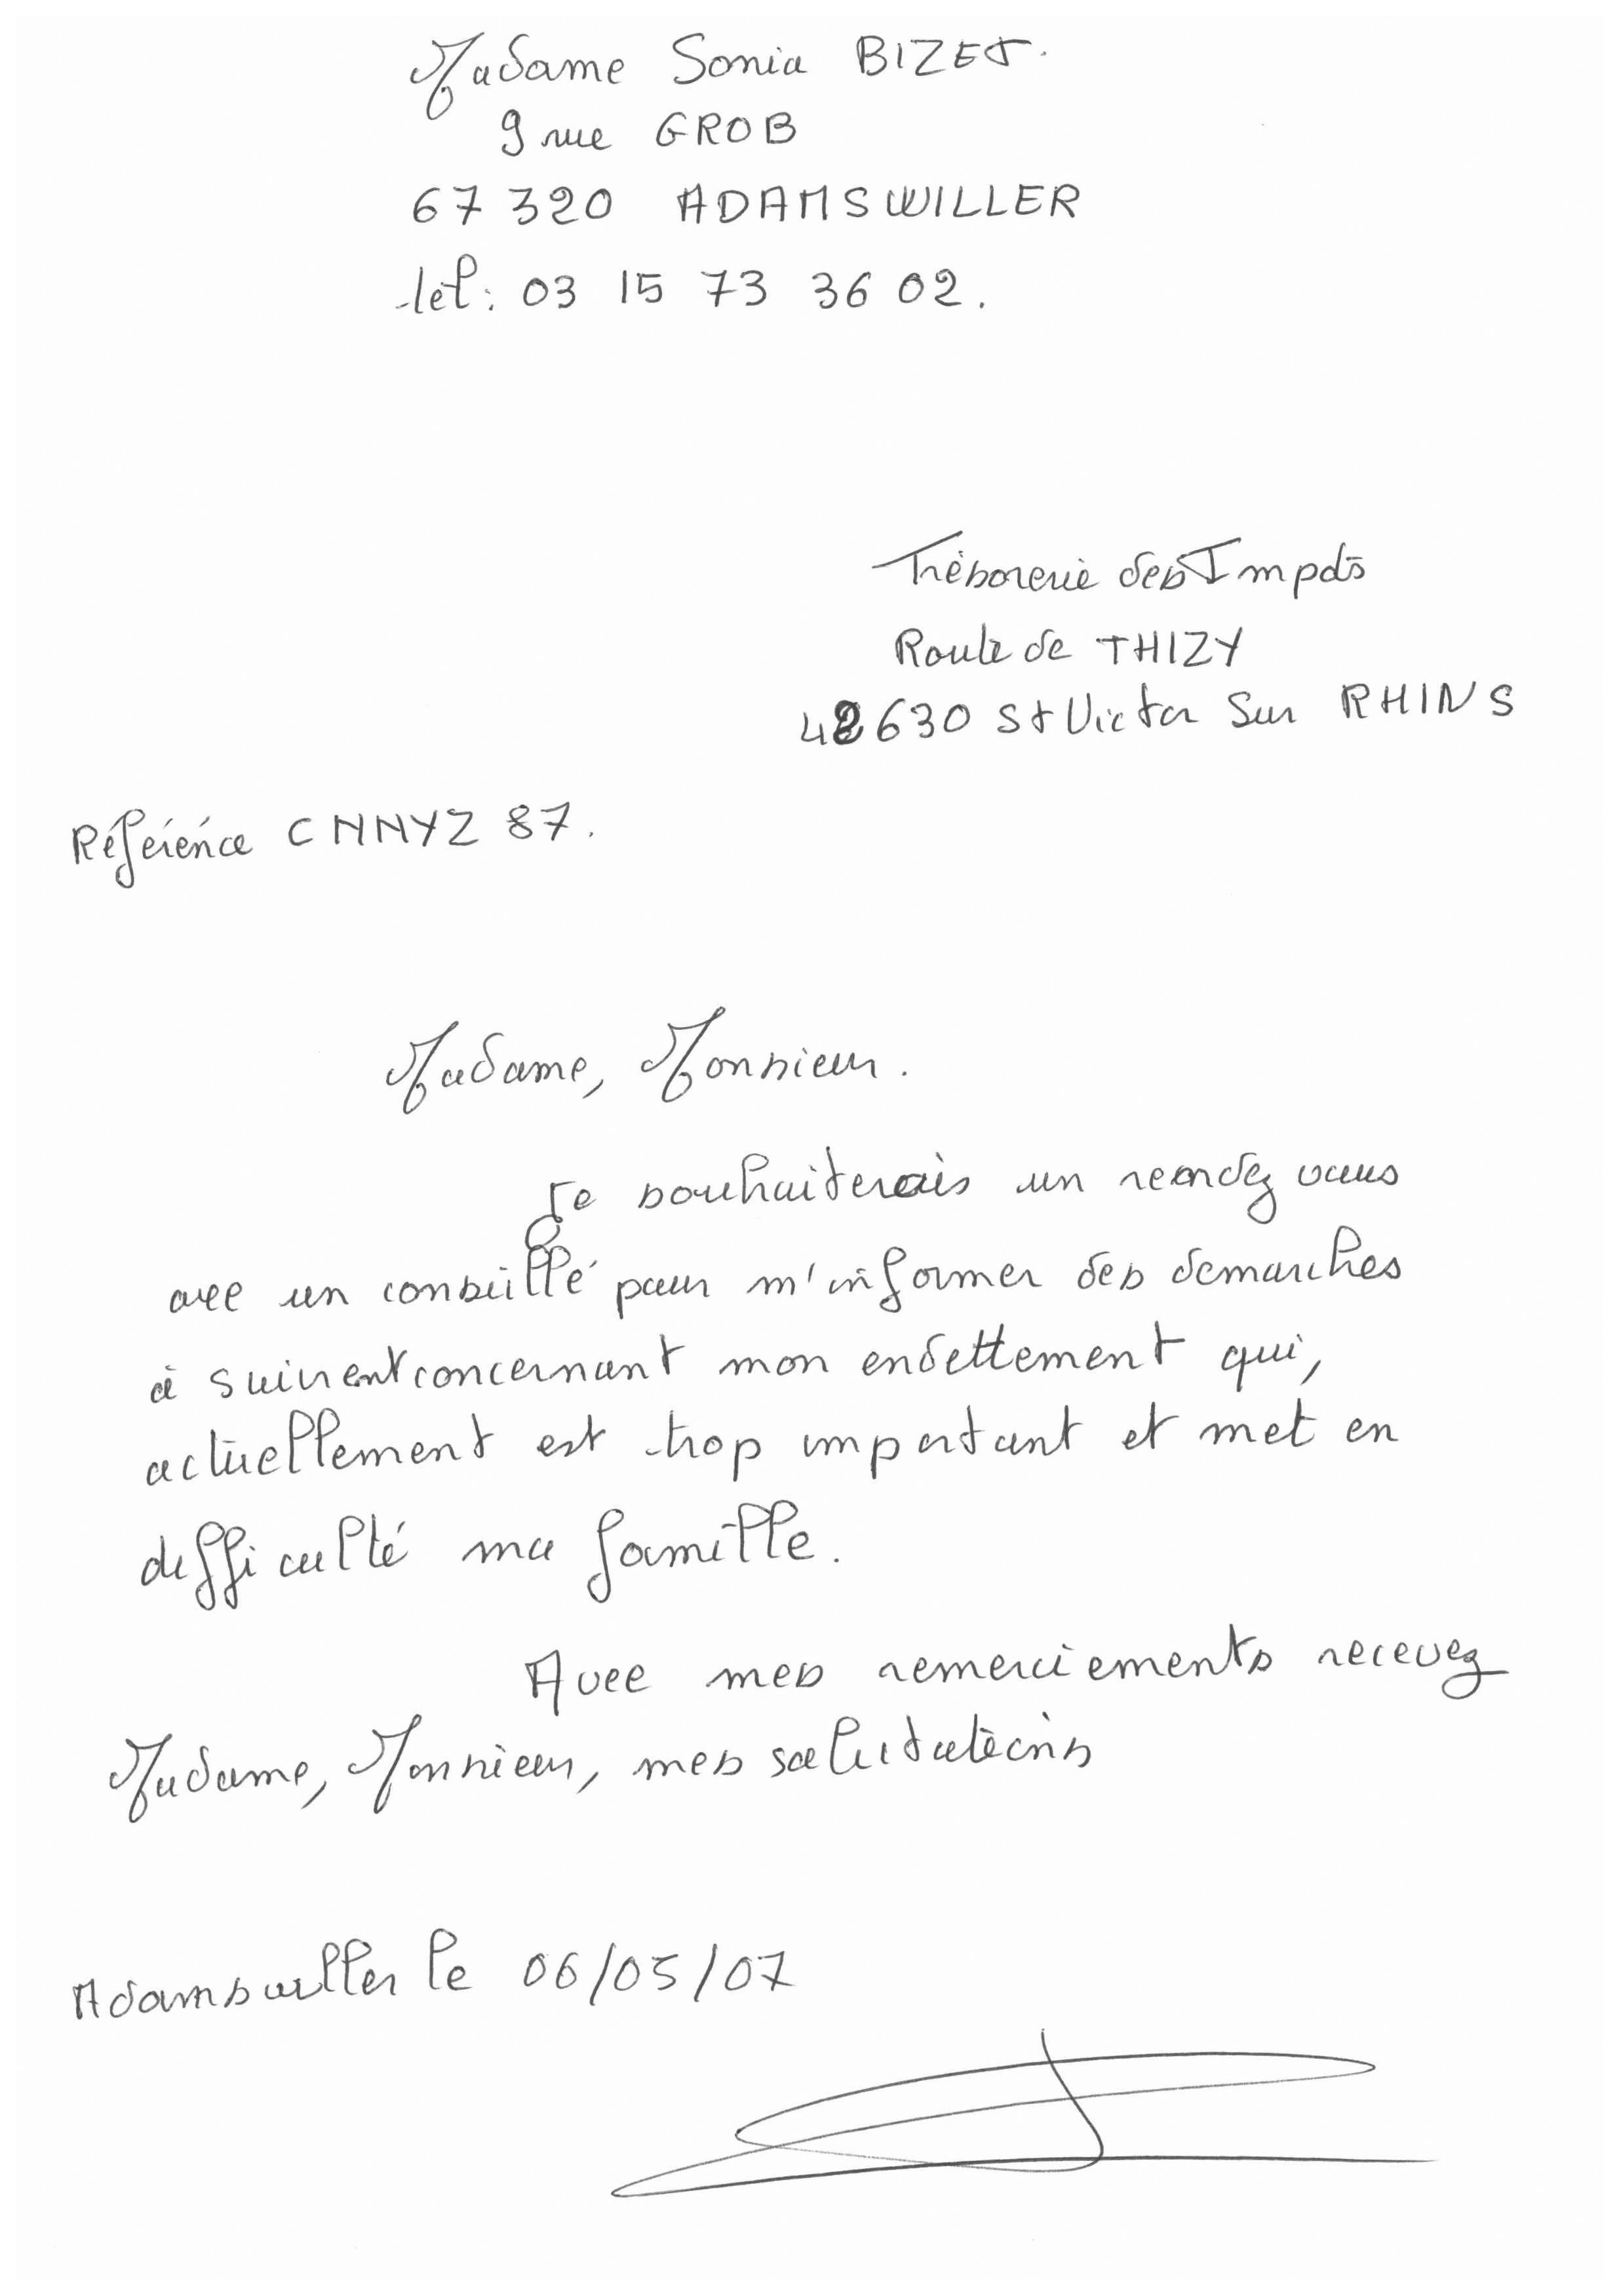 Madame Sonia BIZET.
9 rue GROB
67 320 ADAMSWILLER
tel : 03 15 73 36 02.
Trésorerie des Impots
Route de THIZY
42630 St Victor Sur RHINS
Référence CNNYZ 87.
Madame, Monsieur.
Je souhaiterais un reondez vous
avec un conseillé pour m'informer des demarches
à suivrent concernant mon endettement qui,
actuellement est trop important et met en
difficulté ma famille.
Avec mes remerciements recevez
Madame, Monsieur, mes salutations
Adamswiller le 06/05/07